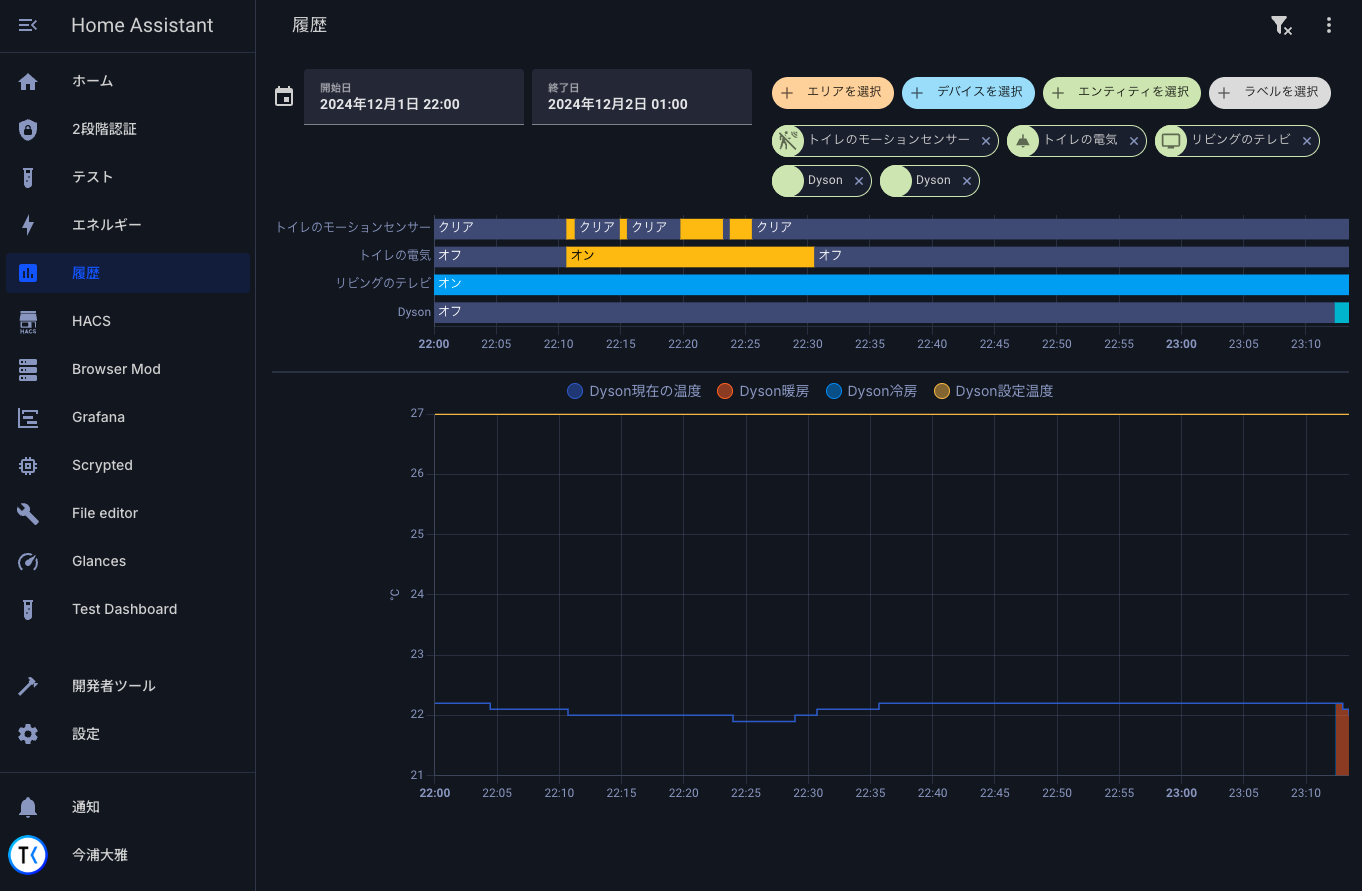 Home Assistant
ホーム
2段階認証
テスト
エネルギー
履歴
HACS
HACS
Browser Mod
Grafana
Scrypted
File editor
Glances
Test Dashboard
開発者ツール
設定
通知
T<
今浦大雅
履歴
開始日
2024年12月1日 22:00
終了日
2024年12月2日 01:00
エリアを選択
デバイスを選択
エンティティを選択
ラベルを選択
トイレのモーションセンサー
トイレの電気
リビングのテレビ
Dyson
Dyson
トイレのモーションセンサー クリア クリア クリア クリア
トイレの電気 オフ オン オフ
リビングのテレビ オン
Dyson オフ
22:00 22:05 22:10 22:15 22:20 22:25 22:30 22:35 22:40 22:45 22:50 22:55 23:00 23:05 23:10
Dyson現在の温度 Dyson暖房 Dyson冷房 Dyson設定温度
27
26
25
°C 24
23
22
21
22:00 22:05 22:10 22:15 22:20 22:25 22:30 22:35 22:40 22:45 22:50 22:55 23:00 23:05 23:10